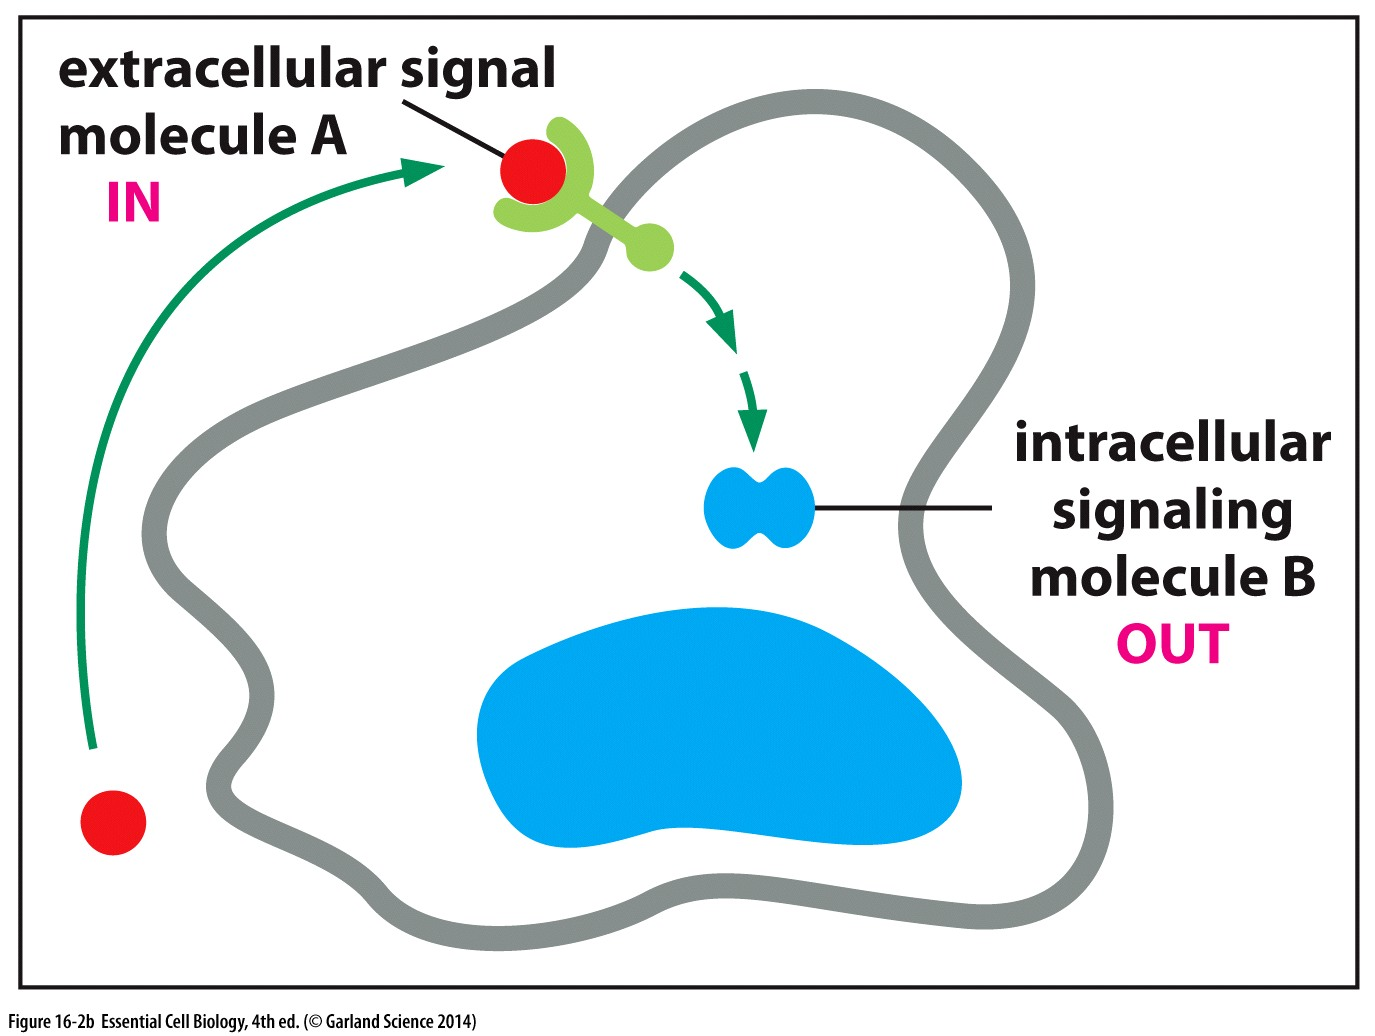 extracellular signal
molecule A
IN
intracellular
signaling
molecule B
OUT
Figure 16-2b Essential Cell Biology, 4th ed. (© Garland Science 2014)